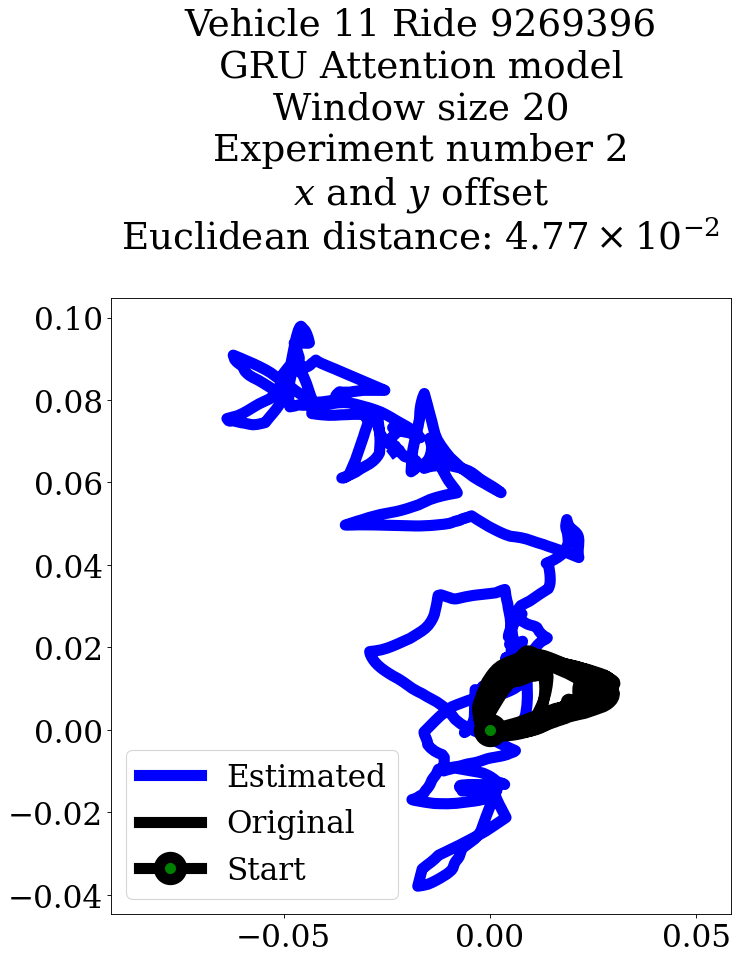 Vehicle 11 Ride 9269396
GRU Attention model
Window size 20
Experiment number 2
x and y offset
Euclidean distance: 4.77 × 10⁻²
0.10
0.08
0.06
0.04
0.02
0.00
−0.02
−0.04
Estimated
Original
Start
−0.05
0.00
0.05